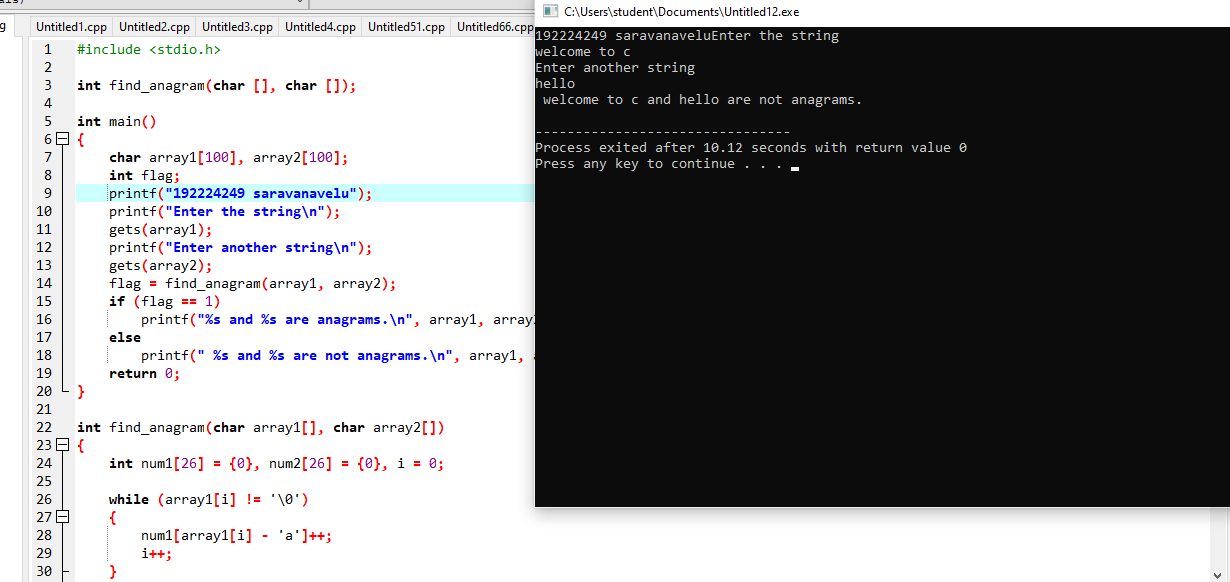 Untitled1.cpp Untitled2.cpp Untitled3.cpp Untitled4.cpp Untitled51.cpp Untitled66.cpp
1 #include <stdio.h>
2
3 int find_anagram(char [], char []);
4
5 int main()
6 {
7 char array1[100], array2[100];
8 int flag;
9 printf("192224249 saravanavelu");
10 printf("Enter the string\n");
11 gets(array1);
12 printf("Enter another string\n");
13 gets(array2);
14 flag = find_anagram(array1, array2);
15 if (flag == 1)
16 printf("%s and %s are anagrams.\n", array1, array
17 else
18 printf(" %s and %s are not anagrams.\n", array1,
19 return 0;
20 }
21
22 int find_anagram(char array1[], char array2[])
23 {
24 int num1[26] = {0}, num2[26] = {0}, i = 0;
25
26 while (array1[i] != '\0')
27 {
28 num1[array1[i] - 'a']++;
29 i++;
30 }
C:\Users\student\Documents\Untitled12.exe
192224249 saravanaveluEnter the string
welcome to c
Enter another string
hello
 welcome to c and hello are not anagrams.
--------------------------------
Process exited after 10.12 seconds with return value 0
Press any key to continue . . .